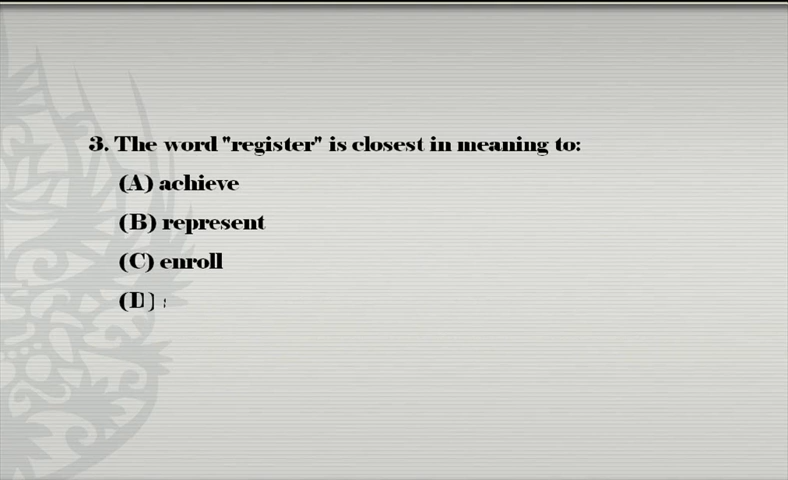 3. The word "register" is closest in meaning to:
(A) achieve
(B) represent
(C) enroll
(D)